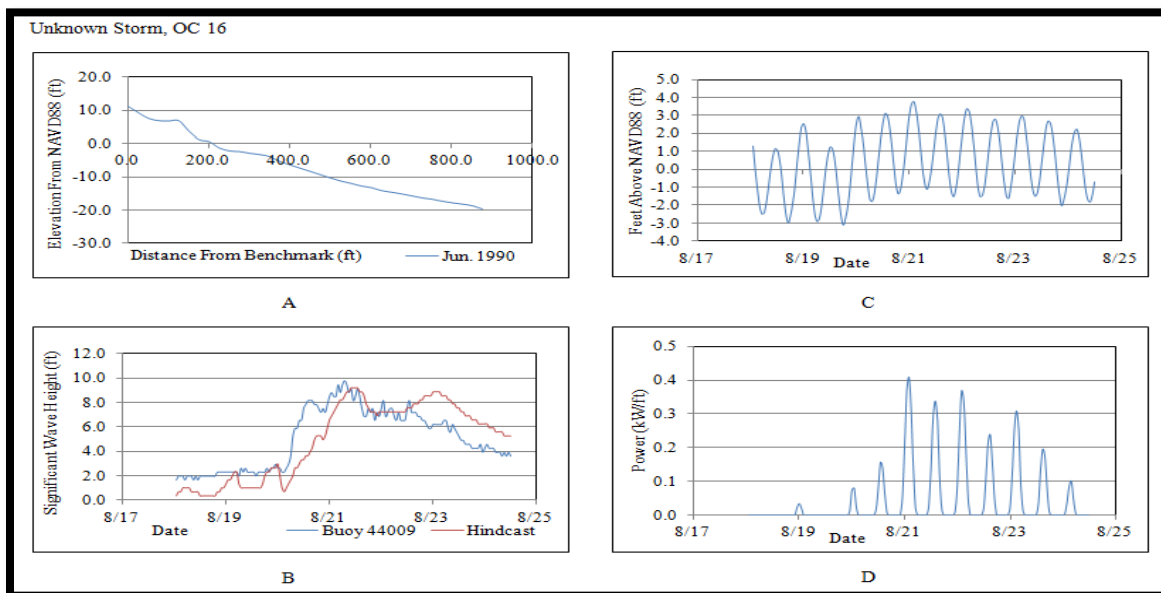 Unknown Storm, OC 16
Elevation From NAVD88 (ft)
20.0
10.0
0.0
-10.0
-20.0
-30.0
0.0 200.0 400.0 600.0 800.0 1000.0
Distance From Benchmark (ft) Jun. 1990
A
Feet Above NAVD88 (ft)
5.0
4.0
3.0
2.0
1.0
0.0
-1.0
-2.0
-3.0
-4.0
8/17 8/19 8/21 8/23 8/25
Date
C
Significant Wave Height (ft)
12.0
10.0
8.0
6.0
4.0
2.0
0.0
8/17 8/19 8/21 8/23 8/25
Date Buoy 44009 Hindcast
B
Power (kW/ft)
0.5
0.4
0.3
0.2
0.1
0.0
8/17 8/19 8/21 8/23 8/25
Date
D